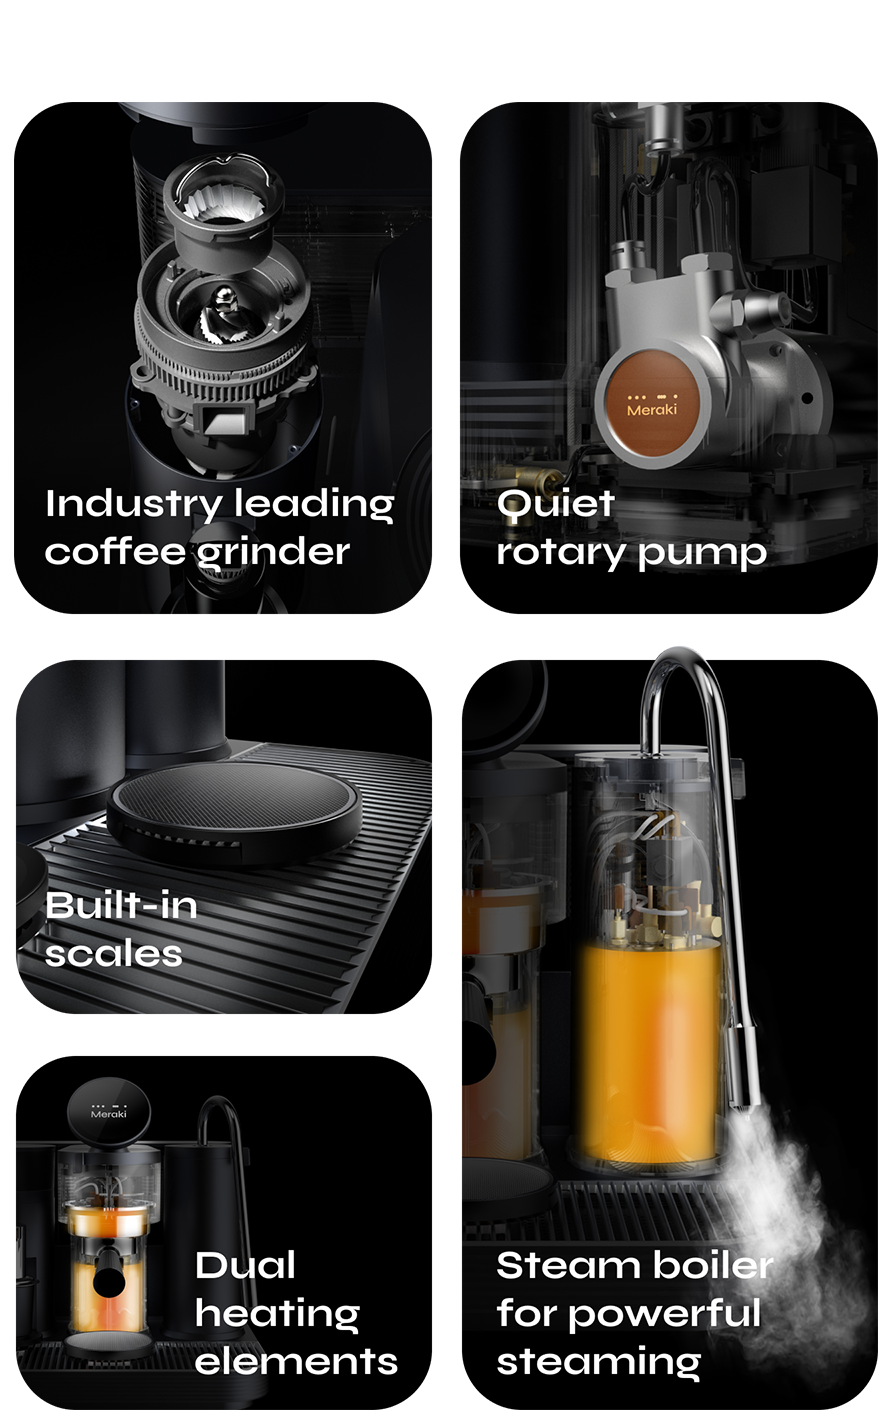 Industry leading
coffee grinder
Meraki
Quiet
rotary pump
Built-in
scales
Meraki
Dual
heating
elements
Steam boiler
for powerful
steaming